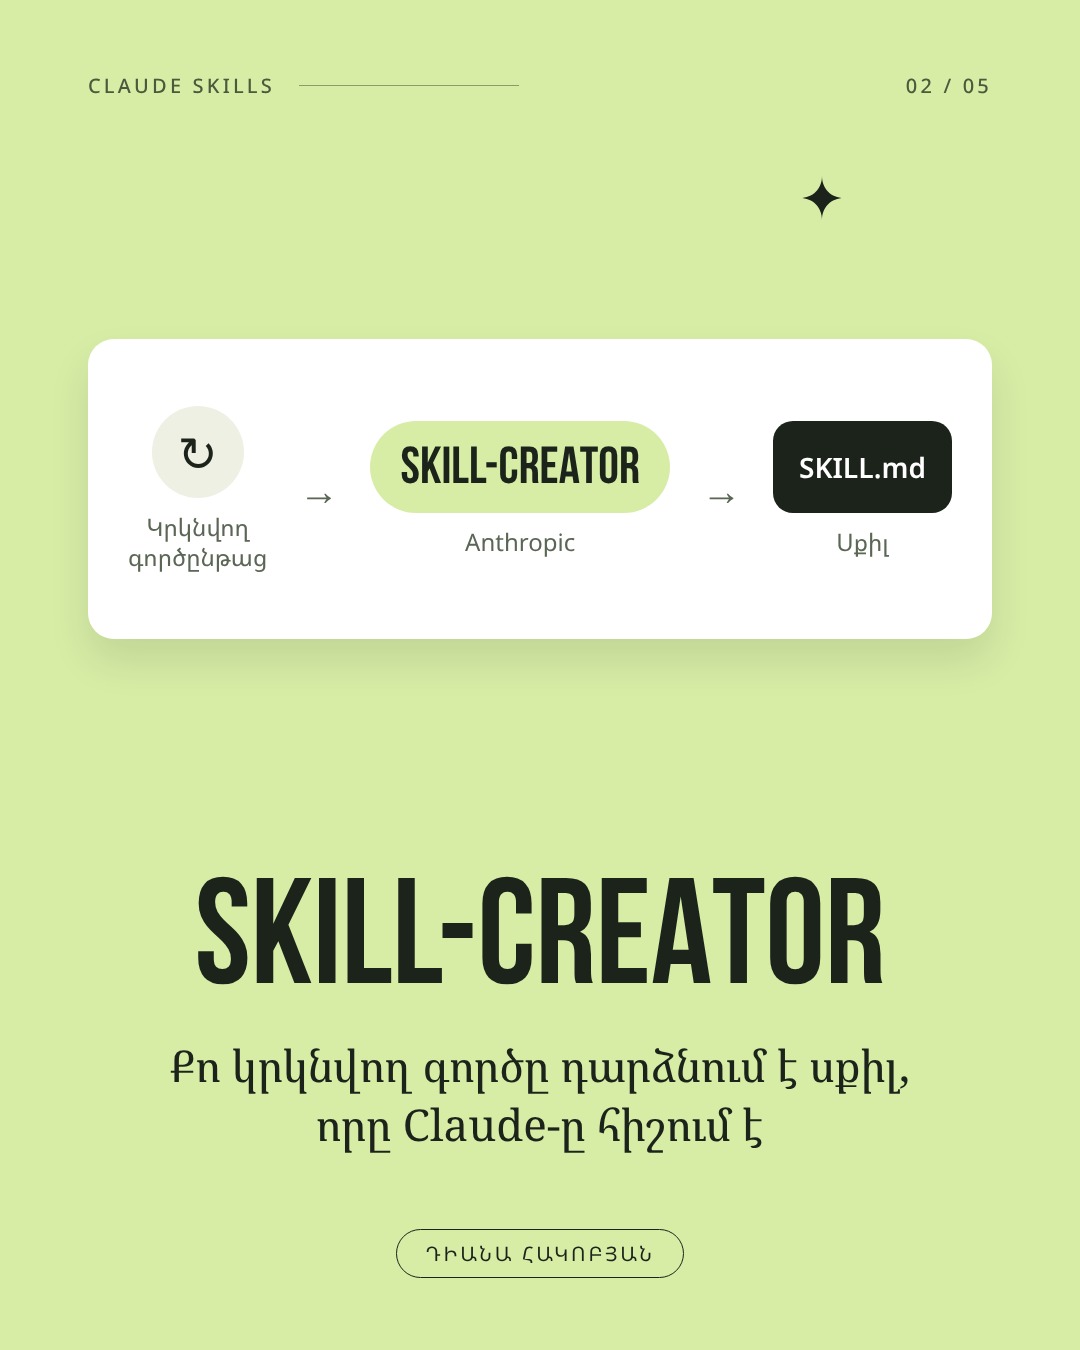 CLAUDE SKILLS
02 / 05
Կրկնվող
գործընթաց
→
SKILL-CREATOR
Anthropic
→
SKILL.md
Սքիլ
SKILL-CREATOR
Քո կրկնվող գործը դարձնում է սքիլ,
որը Claude-ը հիշում է
ԴԻԱՆԱ ՀԱԿՈԲՅԱՆ